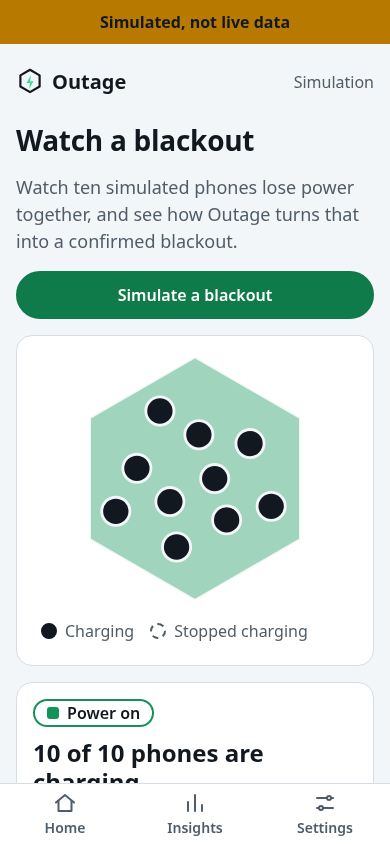 Simulated, not live data
Outage
Simulation
Watch a blackout
Watch ten simulated phones lose power
together, and see how Outage turns that
into a confirmed blackout.
Simulate a blackout
Charging
Stopped charging
Power on
10 of 10 phones are
charging
Home
Insights
Settings